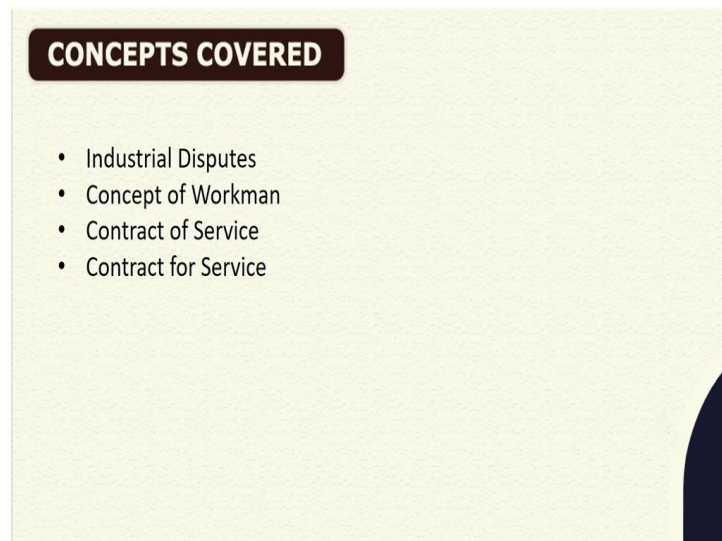 CONCEPTS COVERED
• Industrial Disputes
• Concept of Workman
• Contract of Service
• Contract for Service